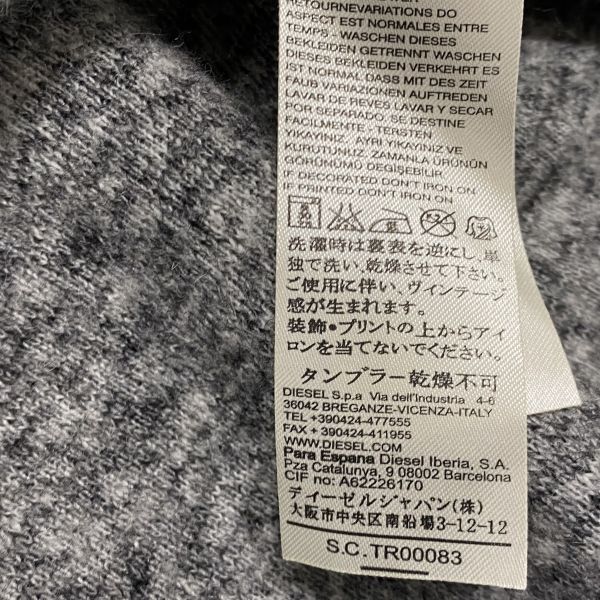 RETOURNEVARIATIONS DO
ASPECT EST NORMALES ENTRE
TEMPS - WASCHEN DIESES
BEKLEIDEN GETRENNT WASCHEN
DIESES BEKLEIDEN VERKEHRT ES
IST NORMAL DASS MIT DES ZEIT
FAUB VARIAZIONEN AUFTREDEN
LAVAR DE REVES LAVAR Y SECAR
POR SEPARADO, SE DESTINE
FACILMENTE - TERSTEN
YIKAYINIZ, AYRI YIKAYINIZ VE
KURUTUNUZ, ZAMANLA ÜRÜNÜN
GÖRÜNÜMÜ DEĞİŞEBİLİR
IF DECORATED DON'T IRON ON
IF PRINTED DON'T IRON ON
洗濯時は裏表を逆にし、単
独で洗い、乾燥させて下さい。
ご使用に伴い、ヴィンテージ
感が生まれます。
装飾•プリントの上からアイ
ロンを当てないでください。
タンブラー乾燥不可
DIESEL S.p.a Via dell'Industria 4-6
36042 BREGANZE-VICENZA-ITALY
TEL +390424-477555
FAX + 390424-411955
WWW.DIESEL.COM
Para Espana Diesel Iberia, S.A.
Pza Catalunya, 9 08002 Barcelona
CIF no: A62226170
ディーゼルジャパン(株)
大阪市中央区南船場3-12-12
S.C.TR00083